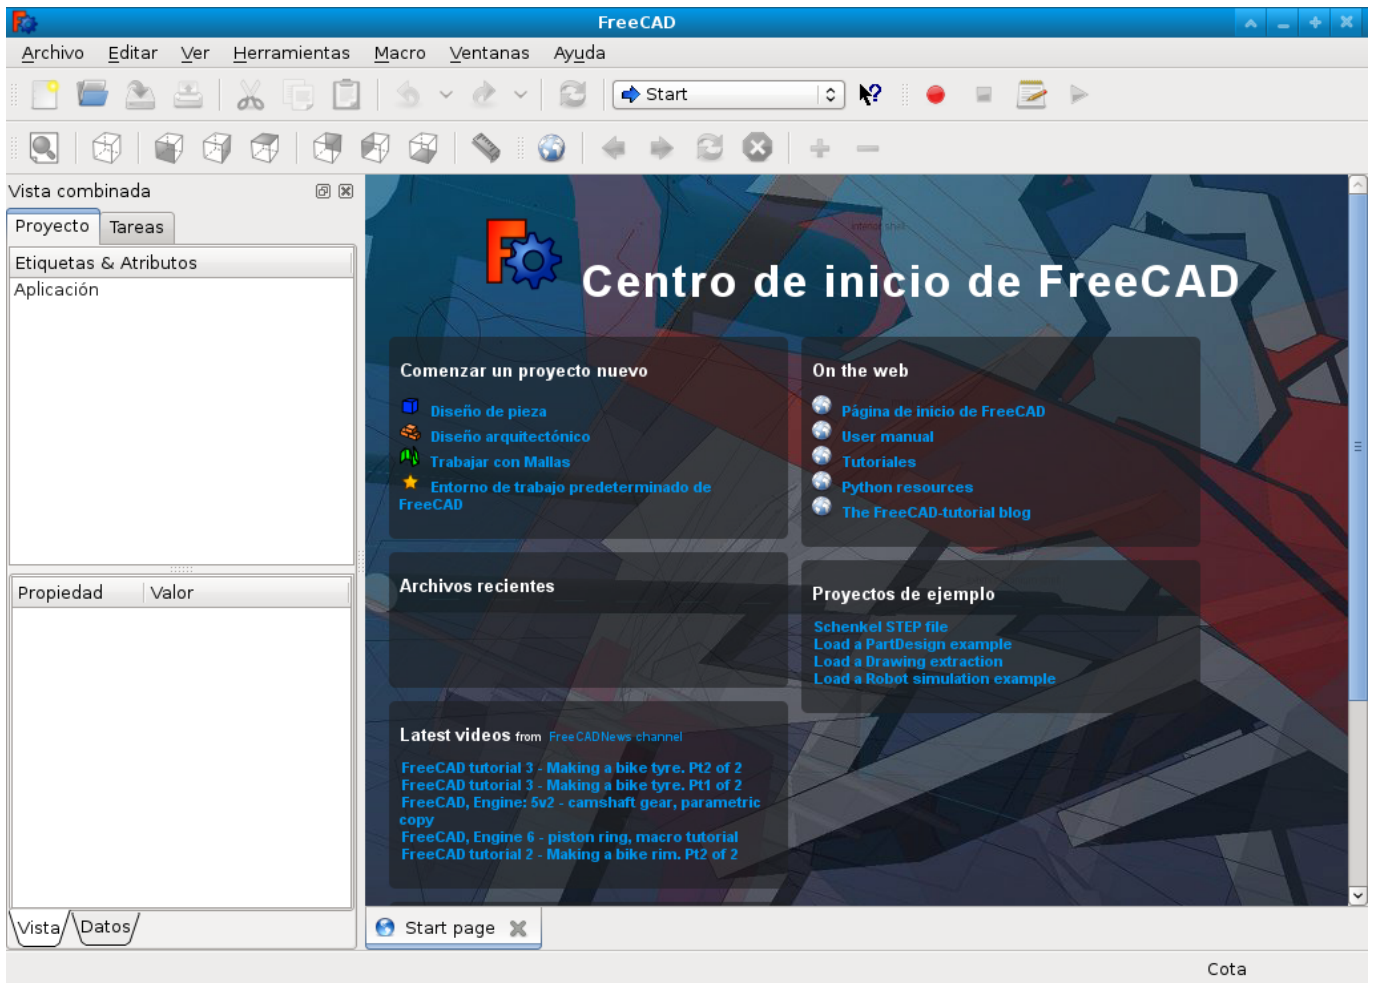 FreeCAD
Archivo Editar Ver Herramientas Macro Ventanas Ayuda
Start
Vista combinada
Proyecto Tareas
Etiquetas & Atributos
Aplicación
Propiedad Valor
Vista Datos
interior shell
Centro de inicio de FreeCAD
Comenzar un proyecto nuevo
Diseño de pieza
Diseño arquitectónico
Trabajar con Mallas
Entorno de trabajo predeterminado de
FreeCAD
On the web
Página de inicio de FreeCAD
User manual
Tutoriales
Python resources
The FreeCAD-tutorial blog
Archivos recientes
Proyectos de ejemplo
Schenkel STEP file
Load a PartDesign example
Load a Drawing extraction
Load a Robot simulation example
Latest videos from FreeCADNews channel
FreeCAD tutorial 3 - Making a bike tyre. Pt2 of 2
FreeCAD tutorial 3 - Making a bike tyre. Pt1 of 2
FreeCAD, Engine: 5v2 - camshaft gear, parametric
copy
FreeCAD, Engine 6 - piston ring, macro tutorial
FreeCAD tutorial 2 - Making a bike rim. Pt2 of 2
Start page
Cota